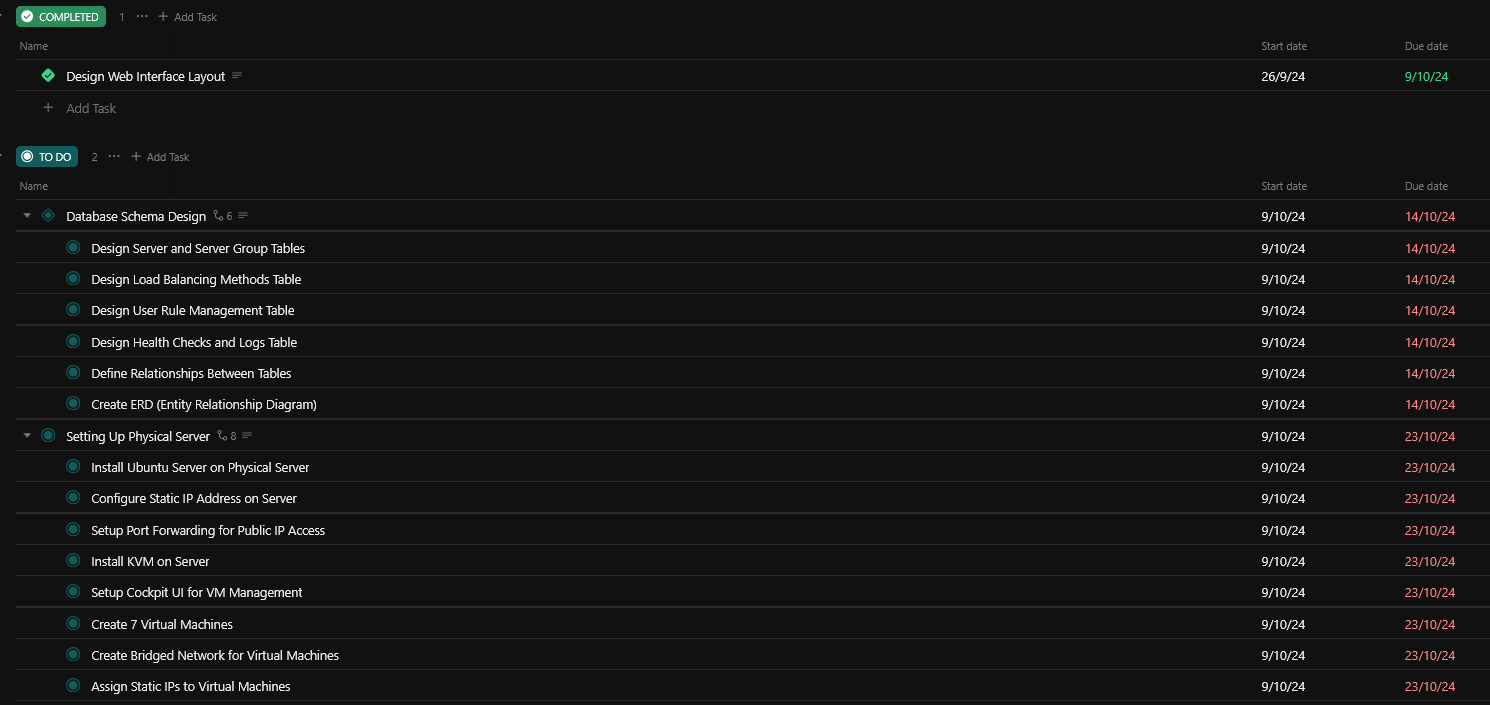 COMPLETED 1 ··· + Add Task
Name Start date Due date
Design Web Interface Layout 26/9/24 9/10/24
+ Add Task
TO DO 2 ··· + Add Task
Name Start date Due date
Database Schema Design 6 9/10/24 14/10/24
Design Server and Server Group Tables 9/10/24 14/10/24
Design Load Balancing Methods Table 9/10/24 14/10/24
Design User Rule Management Table 9/10/24 14/10/24
Design Health Checks and Logs Table 9/10/24 14/10/24
Define Relationships Between Tables 9/10/24 14/10/24
Create ERD (Entity Relationship Diagram) 9/10/24 14/10/24
Setting Up Physical Server 8 9/10/24 23/10/24
Install Ubuntu Server on Physical Server 9/10/24 23/10/24
Configure Static IP Address on Server 9/10/24 23/10/24
Setup Port Forwarding for Public IP Access 9/10/24 23/10/24
Install KVM on Server 9/10/24 23/10/24
Setup Cockpit UI for VM Management 9/10/24 23/10/24
Create 7 Virtual Machines 9/10/24 23/10/24
Create Bridged Network for Virtual Machines 9/10/24 23/10/24
Assign Static IPs to Virtual Machines 9/10/24 23/10/24